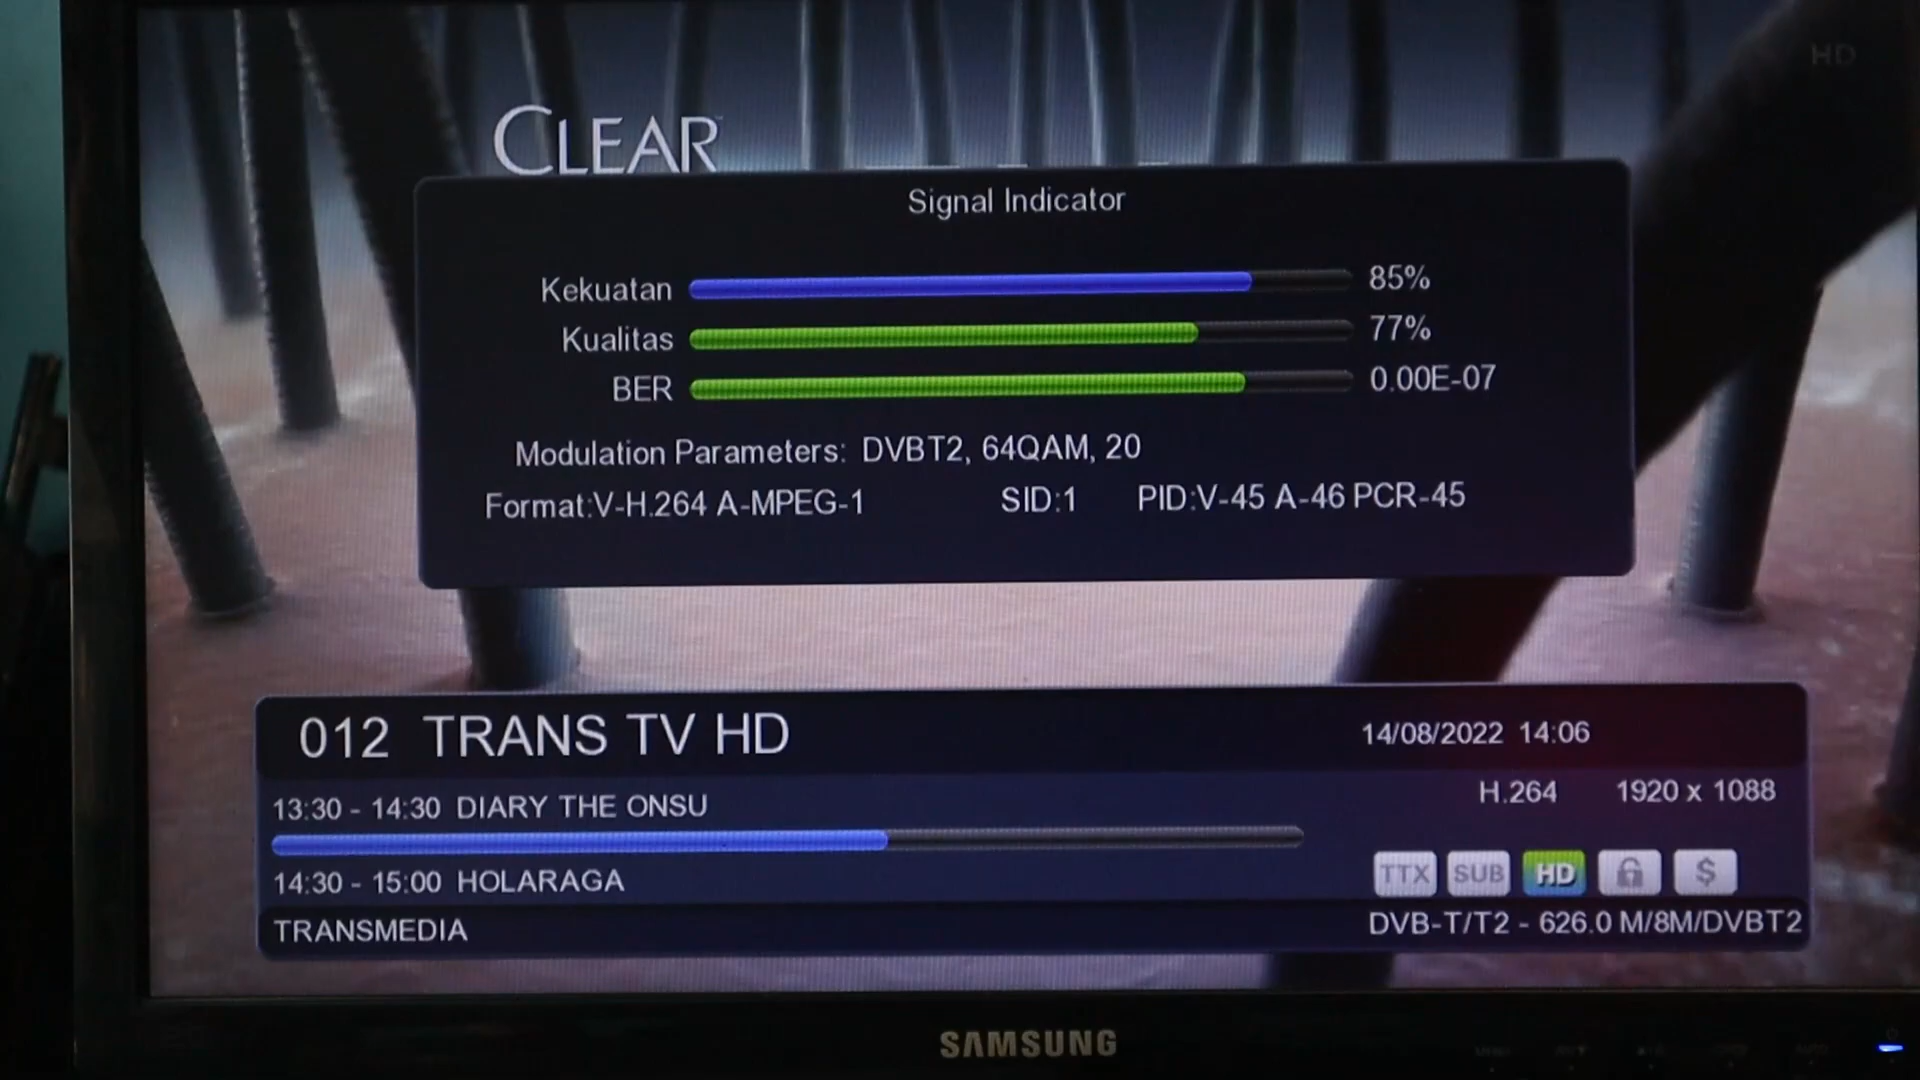 HD
CLEAR
Signal Indicator
Kekuatan 85%
Kualitas 77%
BER 0.00E-07
Modulation Parameters: DVBT2, 64QAM, 20
Format:V-H.264 A-MPEG-1 SID:1 PID:V-45 A-46 PCR-45
012 TRANS TV HD 14/08/2022 14:06
H.264 1920 x 1088
13:30 - 14:30 DIARY THE ONSU
14:30 - 15:00 HOLARAGA
TTX SUB HD $
TRANSMEDIA DVB-T/T2 - 626.0 M/8M/DVBT2
SAMSUNG